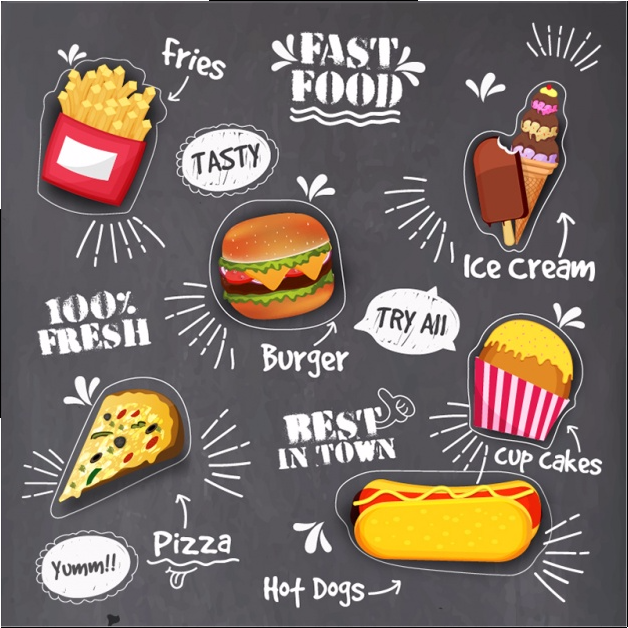 Fries
FAST
FOOD
TASTY
Ice Cream
100%
FRESH
Burger
TRY All
BEST
IN TOWN
Cup Cakes
Pizza
Yumm!!
Hot Dogs